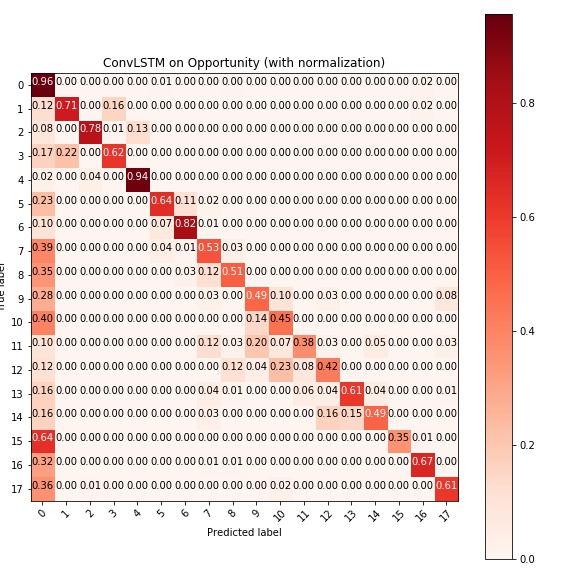 ConvLSTM on Opportunity (with normalization)
0 0.96 0.00 0.00 0.00 0.00 0.01 0.00 0.00 0.00 0.00 0.00 0.00 0.00 0.00 0.00 0.00 0.02 0.00
1 0.12 0.71 0.00 0.16 0.00 0.00 0.00 0.00 0.00 0.00 0.00 0.00 0.00 0.00 0.00 0.00 0.02 0.00
2 0.08 0.00 0.78 0.01 0.13 0.00 0.00 0.00 0.00 0.00 0.00 0.00 0.00 0.00 0.00 0.00 0.00 0.00
3 0.17 0.22 0.00 0.62 0.00 0.00 0.00 0.00 0.00 0.00 0.00 0.00 0.00 0.00 0.00 0.00 0.00 0.00
4 0.02 0.00 0.04 0.00 0.94 0.00 0.00 0.00 0.00 0.00 0.00 0.00 0.00 0.00 0.00 0.00 0.00 0.00
5 0.23 0.00 0.00 0.00 0.00 0.64 0.11 0.02 0.00 0.00 0.00 0.00 0.00 0.00 0.00 0.00 0.00 0.00
6 0.10 0.00 0.00 0.00 0.00 0.07 0.82 0.01 0.00 0.00 0.00 0.00 0.00 0.00 0.00 0.00 0.00 0.00
7 0.39 0.00 0.00 0.00 0.00 0.04 0.01 0.53 0.03 0.00 0.00 0.00 0.00 0.00 0.00 0.00 0.00 0.00
8 0.35 0.00 0.00 0.00 0.00 0.00 0.03 0.12 0.51 0.00 0.00 0.00 0.00 0.00 0.00 0.00 0.00 0.00
9 0.28 0.00 0.00 0.00 0.00 0.00 0.00 0.03 0.00 0.49 0.10 0.00 0.03 0.00 0.00 0.00 0.00 0.08
10 0.40 0.00 0.00 0.00 0.00 0.00 0.00 0.00 0.00 0.14 0.45 0.00 0.00 0.00 0.00 0.00 0.00 0.00
11 0.10 0.00 0.00 0.00 0.00 0.00 0.00 0.12 0.03 0.20 0.07 0.38 0.03 0.00 0.05 0.00 0.00 0.03
12 0.12 0.00 0.00 0.00 0.00 0.00 0.00 0.00 0.12 0.04 0.23 0.08 0.42 0.00 0.00 0.00 0.00 0.00
13 0.16 0.00 0.00 0.00 0.00 0.00 0.00 0.04 0.01 0.00 0.00 0.06 0.04 0.61 0.04 0.00 0.00 0.01
14 0.16 0.00 0.00 0.00 0.00 0.00 0.00 0.03 0.00 0.00 0.00 0.00 0.16 0.15 0.49 0.00 0.00 0.00
15 0.64 0.00 0.00 0.00 0.00 0.00 0.00 0.00 0.00 0.00 0.00 0.00 0.00 0.00 0.00 0.35 0.01 0.00
16 0.32 0.00 0.00 0.00 0.00 0.00 0.00 0.01 0.01 0.00 0.00 0.00 0.00 0.00 0.00 0.00 0.67 0.00
17 0.36 0.00 0.01 0.00 0.00 0.00 0.00 0.00 0.00 0.00 0.02 0.00 0.00 0.00 0.00 0.00 0.00 0.61
0 1 2 3 4 5 6 7 8 9 10 11 12 13 14 15 16 17
Predicted label
True label
0.8
0.6
0.4
0.2
0.0